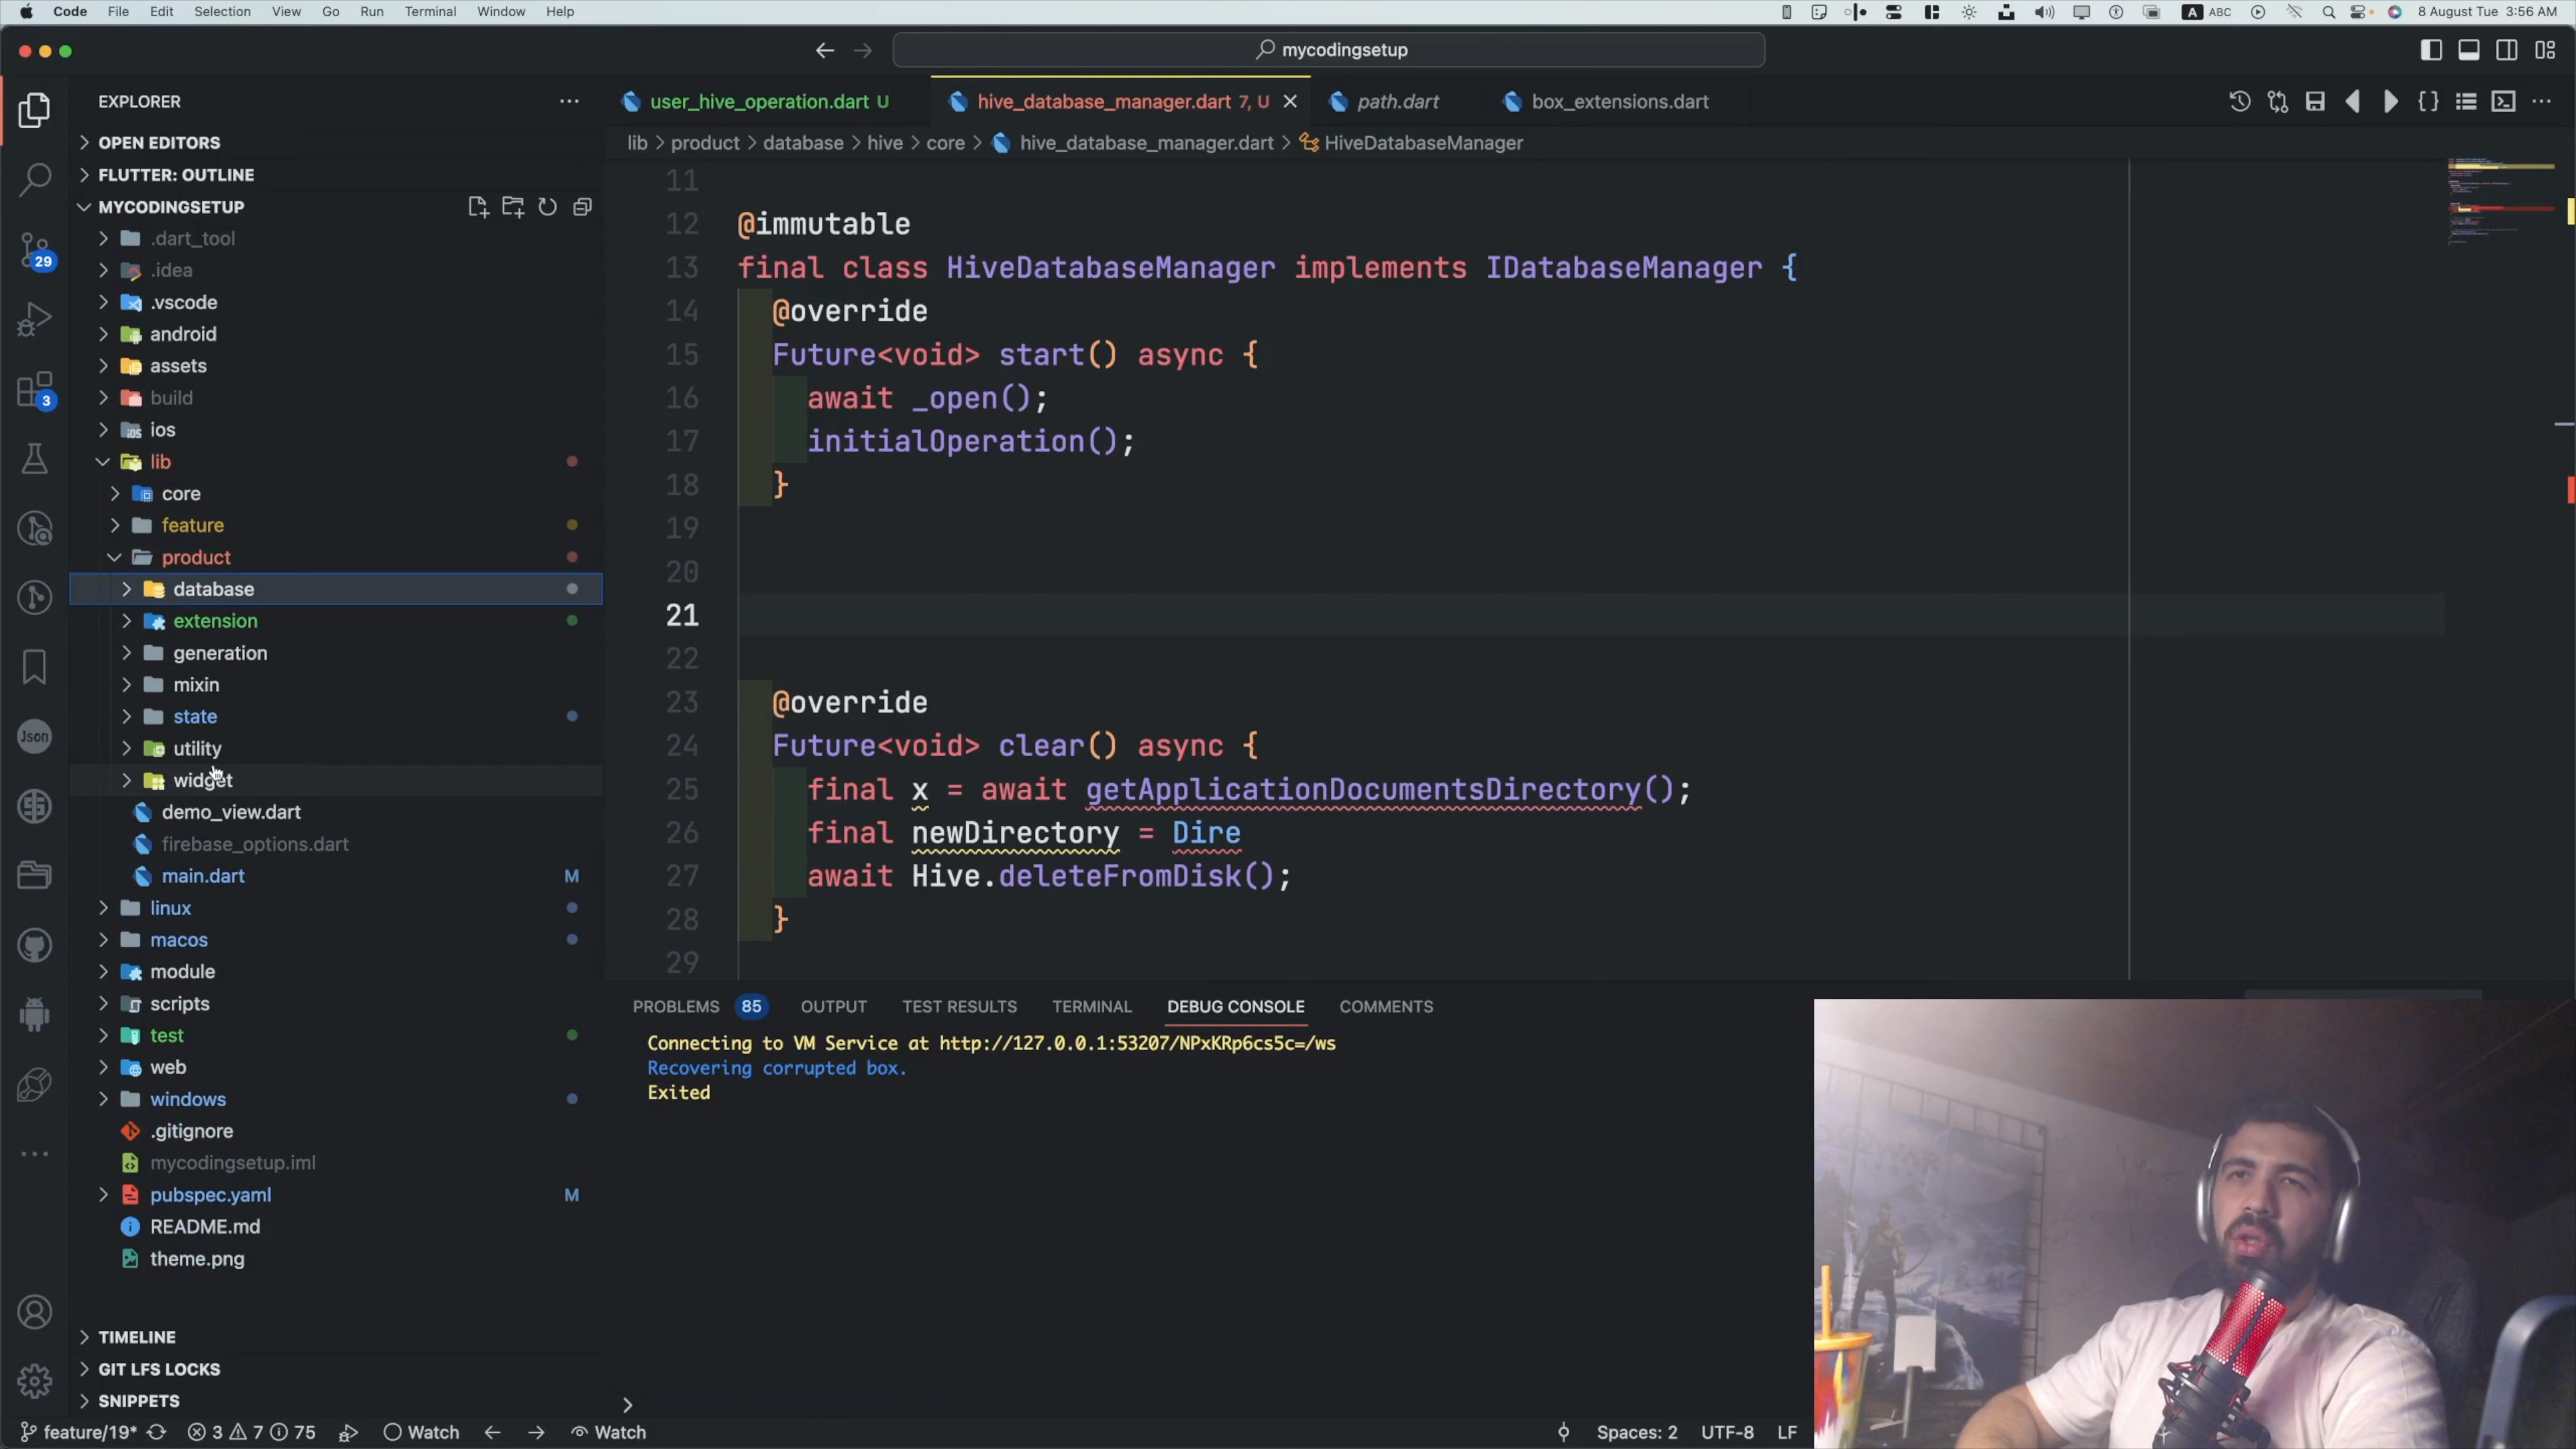 Code File Edit Selection View Go Run Terminal Window Help
A ABC 8 August Tue 3:56 AM
mycodingsetup
EXPLORER
user_hive_operation.dart U hive_database_manager.dart 7, U path.dart box_extensions.dart
lib > product > database > hive > core > hive_database_manager.dart > HiveDatabaseManager
OPEN EDITORS
FLUTTER: OUTLINE
MYCODINGSETUP
.dart_tool
.idea
.vscode
android
assets
build
ios
lib
core
feature
product
database
extension
generation
mixin
state
utility
widget
demo_view.dart
firebase_options.dart
main.dart M
linux
macos
module
scripts
test
web
windows
.gitignore
mycodingsetup.iml
pubspec.yaml M
README.md
theme.png
TIMELINE
GIT LFS LOCKS
SNIPPETS
29
3
Json
11
12 @immutable
13 final class HiveDatabaseManager implements IDatabaseManager {
14 @override
15 Future<void> start() async {
16 await _open();
17 initialOperation();
18 }
19
20
21
22
23 @override
24 Future<void> clear() async {
25 final x = await getApplicationDocumentsDirectory();
26 final newDirectory = Dire
27 await Hive.deleteFromDisk();
28 }
29
PROBLEMS 85 OUTPUT TEST RESULTS TERMINAL DEBUG CONSOLE COMMENTS
Connecting to VM Service at http://127.0.0.1:53207/NPxKRp6cs5c=/ws
Recovering corrupted box.
Exited
feature/19* 3 7 75 Watch Watch Spaces: 2 UTF-8 LF